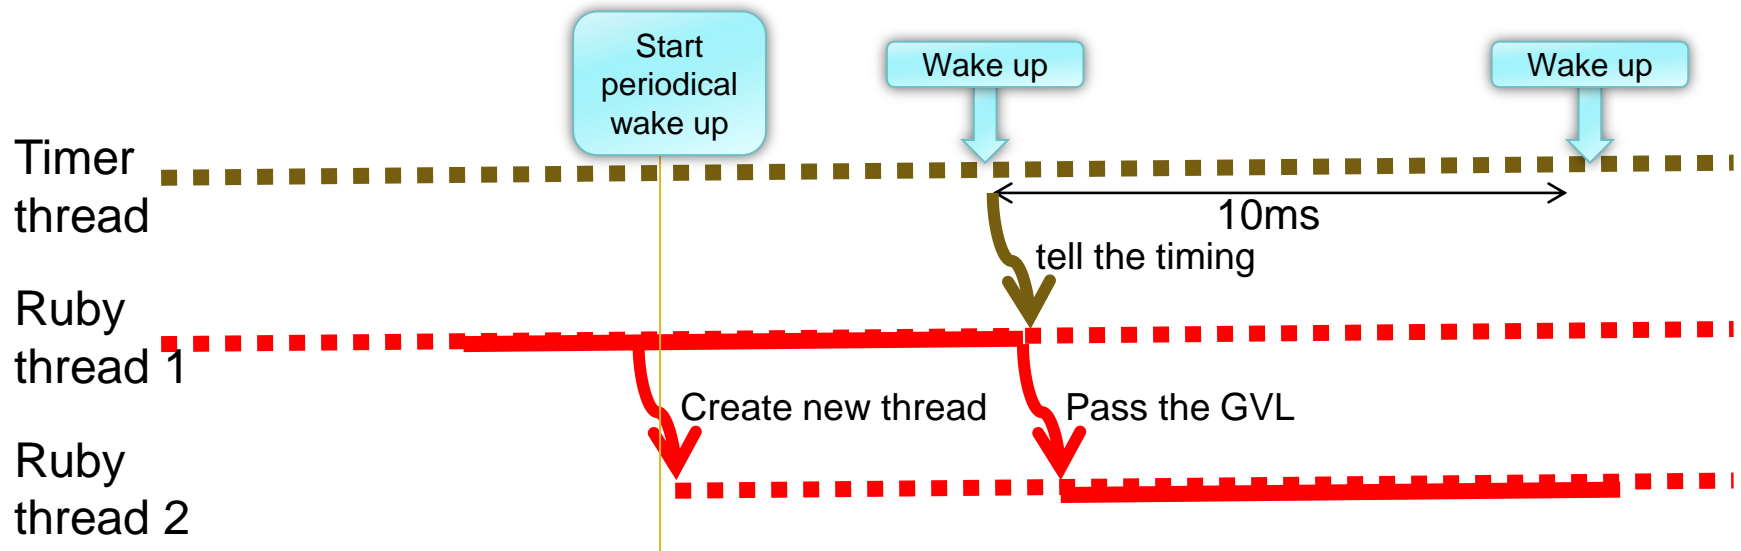 Start
periodical
wake up
Wake up
Wake up
Timer
thread
10ms
tell the timing
Ruby
thread 1
Create new thread
Pass the GVL
Ruby
thread 2